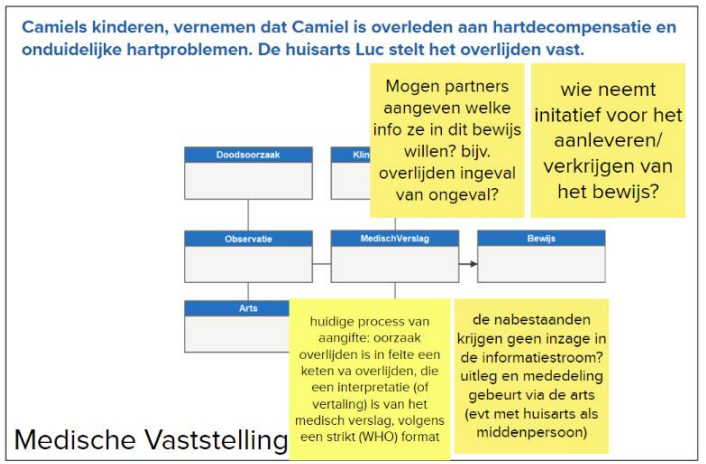 Camiels kinderen, vernemen dat Camiel is overleden aan hartdecompensatie en
onduidelijke hartproblemen. De huisarts Luc stelt het overlijden vast.
Mogen partners
aangeven welke
info ze in dit bewijs
willen? bijv.
overlijden ingeval
van ongeval?
wie neemt
initatief voor het
aanleveren/
verkrijgen van
het bewijs?
Doodsoorzaak
Klin
Observatie
MedischVerslag
Bewijs
Arts
huidige process van
aangifte: oorzaak
overlijden is in feite een
keten va overlijden, die
een interpretatie (of
vertaling) is van het
medisch verslag, volgens
een strikt (WHO) format
de nabestaanden
krijgen geen inzage in
de informatiestroom?
uitleg en mededeling
gebeurt via de arts
(evt met huisarts als
middenpersoon)
Medische Vaststelling